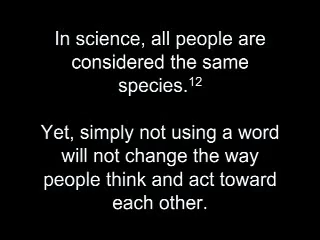 In science, all people are
considered the same
species.12
Yet, simply not using a word
will not change the way
people think and act toward
each other.